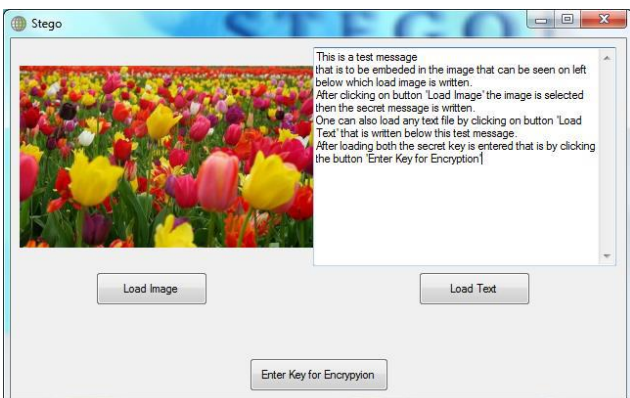 Stego
STEGO
This is a test message
that is to be embeded in the image that can be seen on left
below which load image is written.
After clicking on button 'Load Image' the image is selected
then the secret message is written.
One can also load any text file by clicking on button 'Load
Text' that is written below this test message.
After loading both the secret key is entered that is by clicking
the button 'Enter Key for Encryption'
Load Image
Load Text
Enter Key for Encrypyion